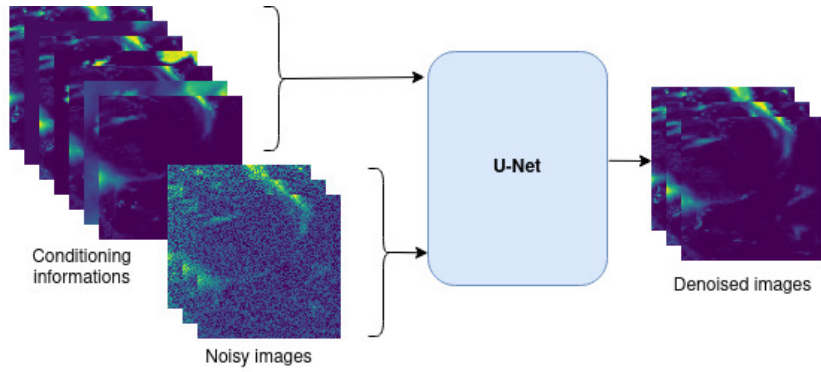 Conditioning
informations
Noisy images
U-Net
Denoised images